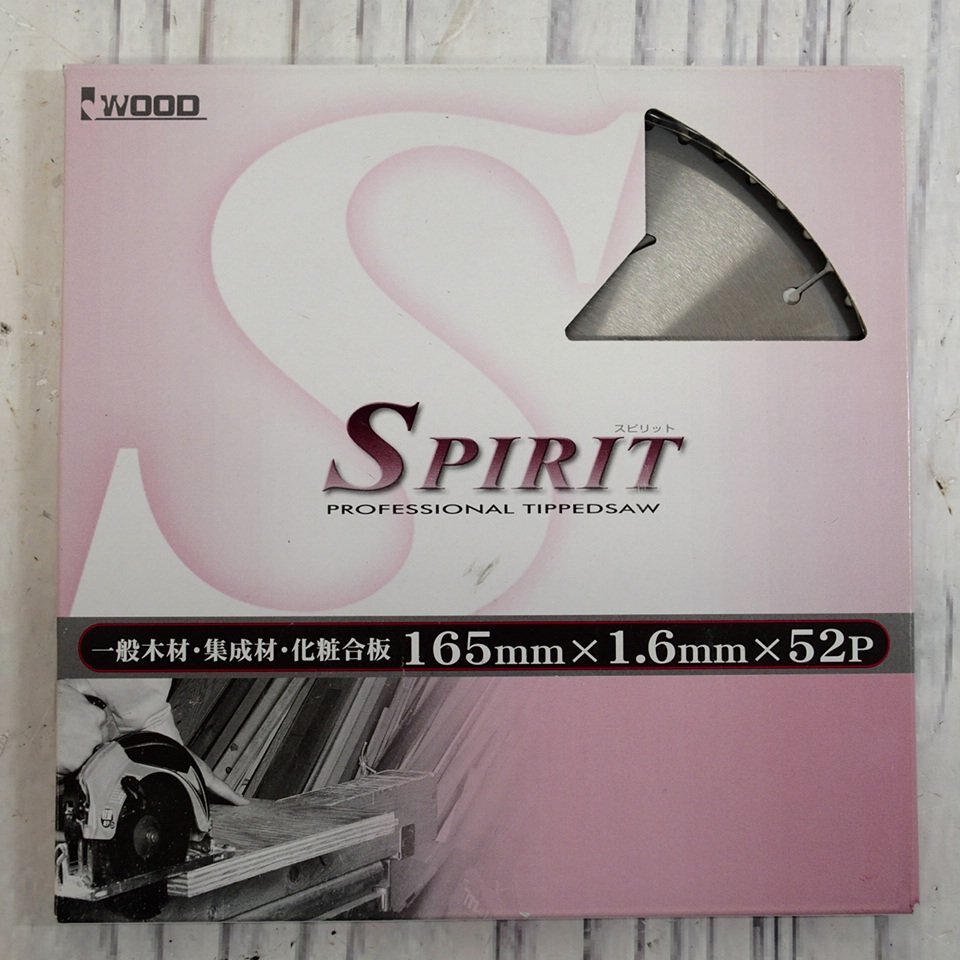 WOOD
スピリット
SPIRIT
PROFESSIONAL TIPPEDSAW
一般木材・集成材・化粧合板 165mm×1.6mm×52P